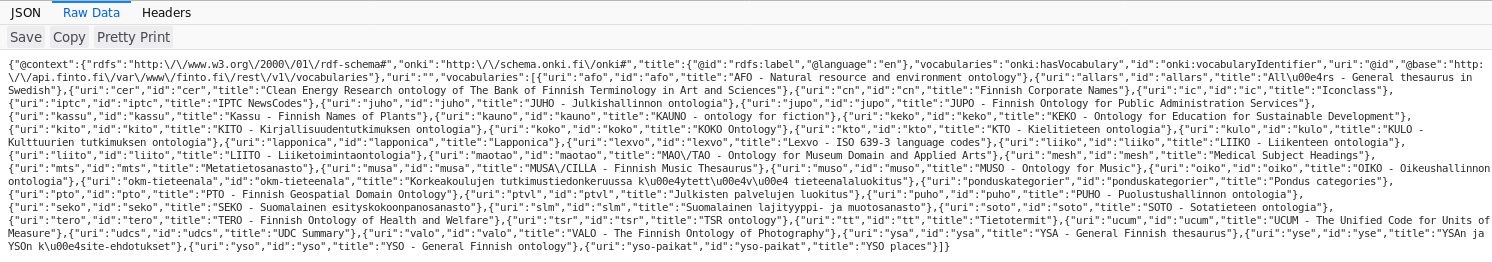 JSON Raw Data Headers
Save Copy Pretty Print
{"@context":{"rdfs":"http:\/\/www.w3.org\/2000\/01\/rdf-schema#","onki":"http:\/\/schema.onki.fi\/onki#","title":{"@id":"rdfs:label","@language":"en"},"vocabularies":"onki:hasVocabulary","id":"onki:vocabularyIdentifier","uri":"@id","@base":"http:
\/\/api.finto.fi\/var\/www\/finto.fi\/rest\/v1\/vocabularies"},"uri":"","vocabularies":[{"uri":"afo","id":"afo","title":"AFO - Natural resource and environment ontology"},{"uri":"allars","id":"allars","title":"All\u00e4rs - General thesaurus in
Swedish"},{"uri":"cer","id":"cer","title":"Clean Energy Research ontology of The Bank of Finnish Terminology in Art and Sciences"},{"uri":"cn","id":"cn","title":"Finnish Corporate Names"},{"uri":"ic","id":"ic","title":"Iconclass"},
{"uri":"iptc","id":"iptc","title":"IPTC NewsCodes"},{"uri":"juho","id":"juho","title":"JUHO - Julkishallinnon ontologia"},{"uri":"jupo","id":"jupo","title":"JUPO - Finnish Ontology for Public Administration Services"},
{"uri":"kassu","id":"kassu","title":"Kassu - Finnish Names of Plants"},{"uri":"kauno","id":"kauno","title":"KAUNO - ontology for fiction"},{"uri":"keko","id":"keko","title":"KEKO - Ontology for Education for Sustainable Development"},
{"uri":"kito","id":"kito","title":"KITO - Kirjallisuudentutkimuksen ontologia"},{"uri":"koko","id":"koko","title":"KOKO Ontology"},{"uri":"kto","id":"kto","title":"KTO - Kielitieteen ontologia"},{"uri":"kulo","id":"kulo","title":"KULO -
Kulttuurien tutkimuksen ontologia"},{"uri":"lapponica","id":"lapponica","title":"Lapponica"},{"uri":"lexvo","id":"lexvo","title":"Lexvo - ISO 639-3 language codes"},{"uri":"liiko","id":"liiko","title":"LIIKO - Liikenteen ontologia"},
{"uri":"liito","id":"liito","title":"LIITO - Liiketoimintaontologia"},{"uri":"maotao","id":"maotao","title":"MAO\/TAO - Ontology for Museum Domain and Applied Arts"},{"uri":"mesh","id":"mesh","title":"Medical Subject Headings"},
{"uri":"mts","id":"mts","title":"Metatietosanasto"},{"uri":"musa","id":"musa","title":"MUSA\/CILLA - Finnish Music Thesaurus"},{"uri":"muso","id":"muso","title":"MUSO - Ontology for Music"},{"uri":"oiko","id":"oiko","title":"OIKO - Oikeushallinnon
ontologia"},{"uri":"okm-tieteenala","id":"okm-tieteenala","title":"Korkeakoulujen tutkimustiedonkeruussa k\u00e4ytett\u00e4v\u00e4 tieteenalaluokitus"},{"uri":"ponduskategorier","id":"ponduskategorier","title":"Pondus categories"},
{"uri":"pto","id":"pto","title":"PTO - Finnish Geospatial Domain Ontology"},{"uri":"ptvl","id":"ptvl","title":"Julkisten palvelujen luokitus"},{"uri":"puho","id":"puho","title":"PUHO - Puolustushallinnon ontologia"},
{"uri":"seko","id":"seko","title":"SEKO - Suomalainen esityskokoonpanosanasto"},{"uri":"slm","id":"slm","title":"Suomalainen lajityyppi- ja muotosanasto"},{"uri":"soto","id":"soto","title":"SOTO - Sotatieteen ontologia"},
{"uri":"tero","id":"tero","title":"TERO - Finnish Ontology of Health and Welfare"},{"uri":"tsr","id":"tsr","title":"TSR ontology"},{"uri":"tt","id":"tt","title":"Tietotermit"},{"uri":"ucum","id":"ucum","title":"UCUM - The Unified Code for Units of
Measure"},{"uri":"udcs","id":"udcs","title":"UDC Summary"},{"uri":"valo","id":"valo","title":"VALO - The Finnish Ontology of Photography"},{"uri":"ysa","id":"ysa","title":"YSA - General Finnish thesaurus"},{"uri":"yse","id":"yse","title":"YSAn ja
YSOn k\u00e4site-ehdotukset"},{"uri":"yso","id":"yso","title":"YSO - General Finnish ontology"},{"uri":"yso-paikat","id":"yso-paikat","title":"YSO places"}]}